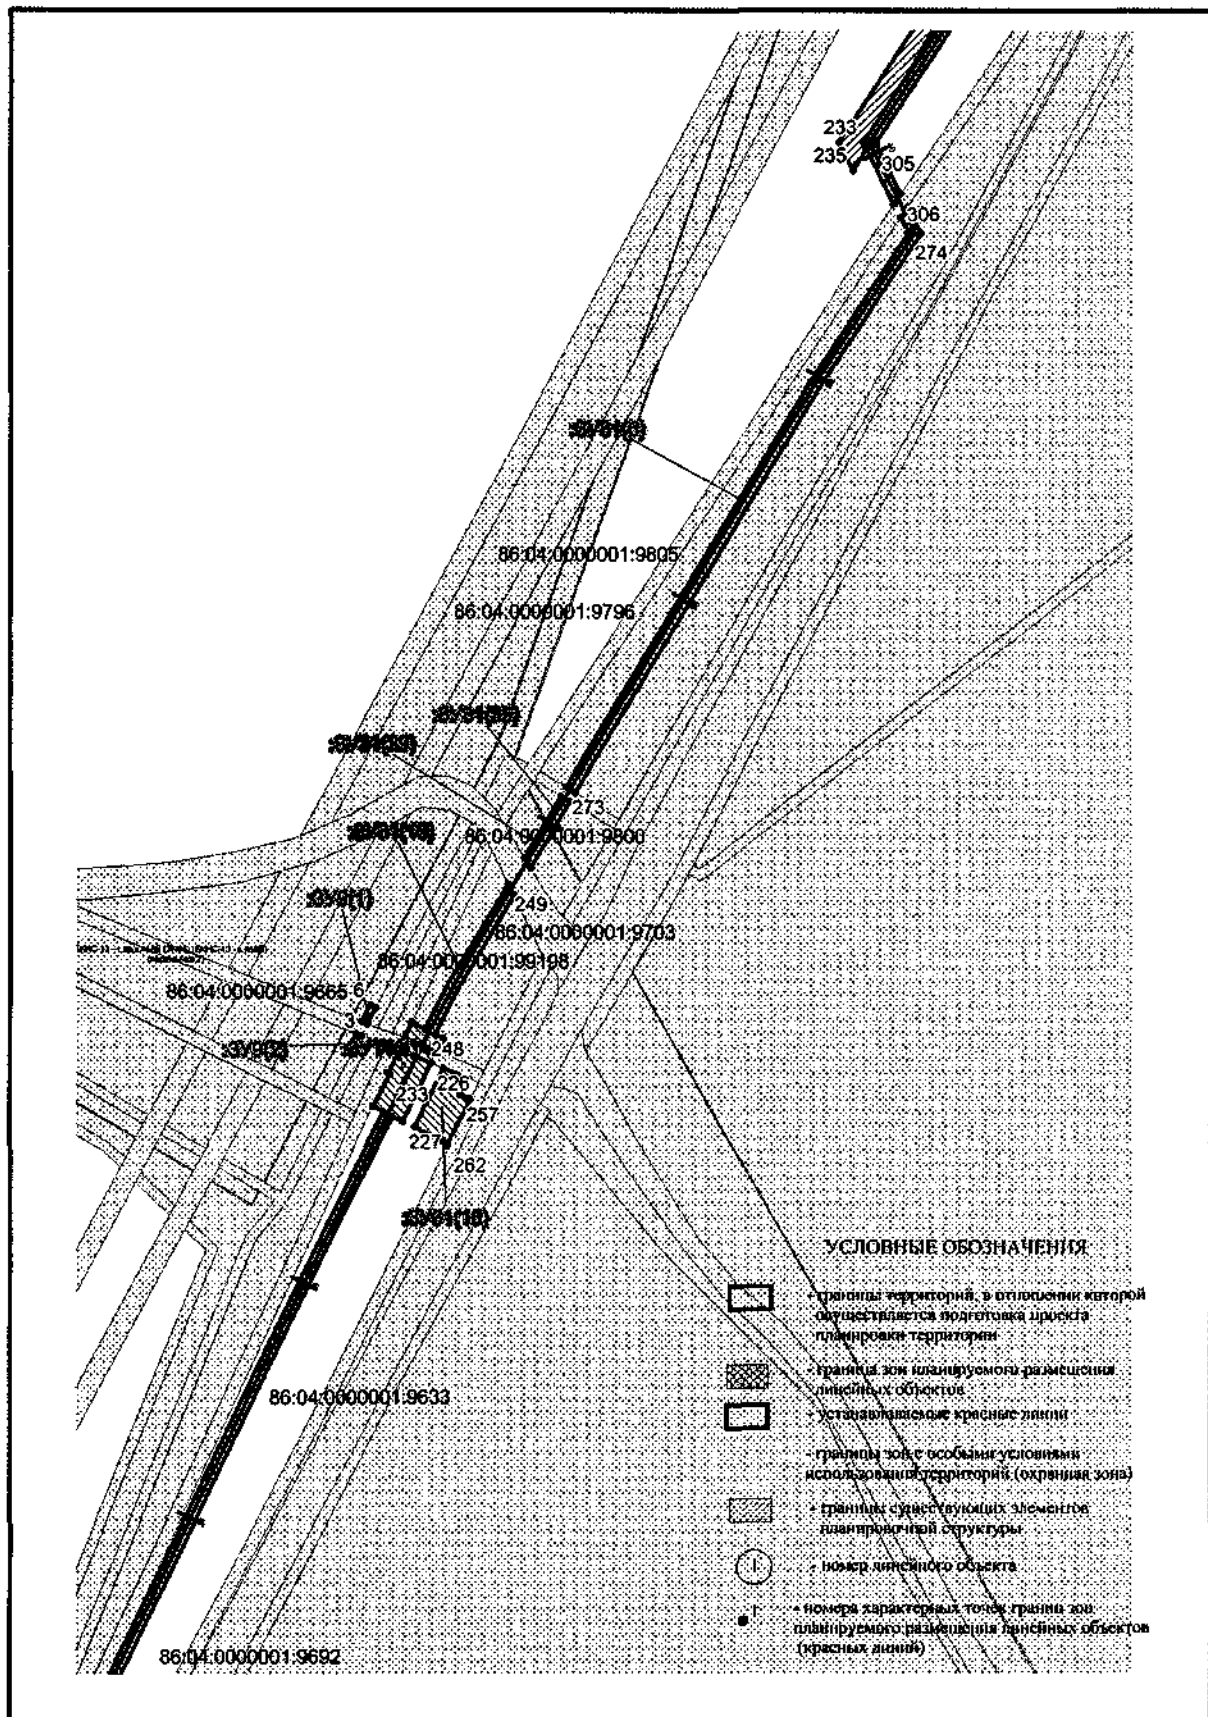 233
235
305
306
274
86:04:0000001:9805
86:04:0000001:9796
273
86:04:0000001:9800
249
86:04:0000001:9703
86:04:0000001:99198
86:04:0000001:9665
6
3
248
226
233
257
227
262
УСЛОВНЫЕ ОБОЗНАЧЕНИЯ
- границы территорий, в отношении которой
осуществляется подготовка проекта
планировки территории
- граница зон планируемого размещения
линейных объектов
- устанавливаемые красные линии
- границы зон с особыми условиями
использования территорий (охранная зона)
- границы существующих элементов
планировочной структуры
1 - номер линейного объекта
1 - номера характерных точек границ зон
планируемого размещения линейных объектов
(красных линий)
86:04:0000001:9633
86:04:0000001:9692